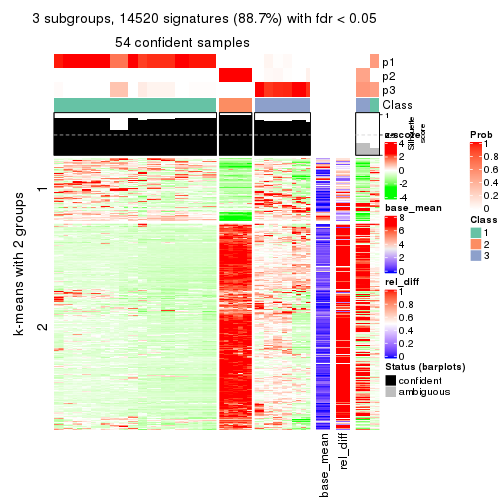 3 subgroups, 14520 signatures (88.7%) with fdr < 0.05
54 confident samples
p1
p2
p3
Class
1
0
Silhouette
score
k-means with 2 groups
1
2
base_mean
rel_diff
z-score
4
2
0
-2
-4
base_mean
8
6
4
2
0
rel_diff
1
0.8
0.6
0.4
0.2
0
Status (barplots)
confident
ambiguous
Prob
1
0.8
0.6
0.4
0.2
0
Class
1
2
3